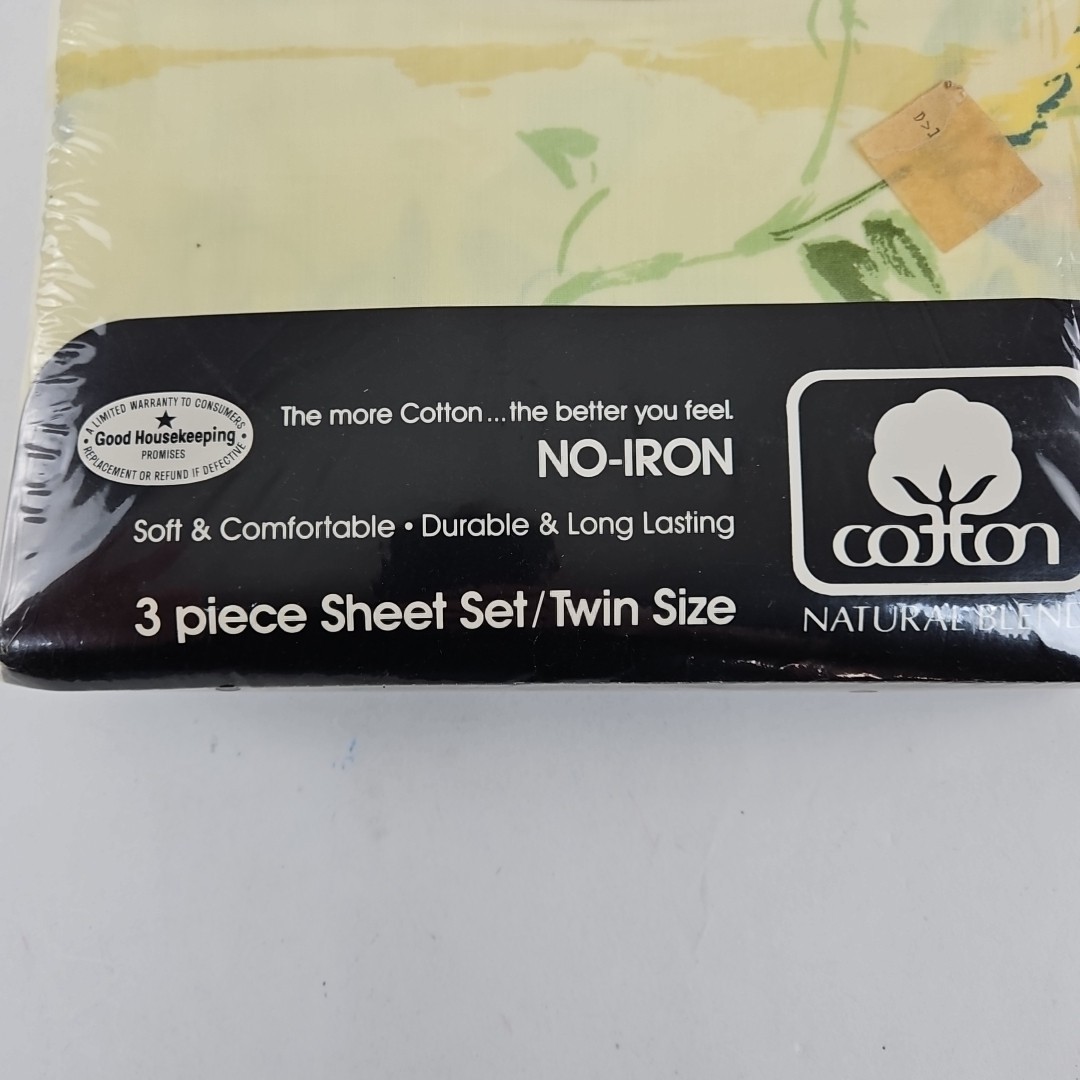 D>1
A LIMITED WARRANTY TO CONSUMERS
Good Housekeeping
PROMISES
REPLACEMENT OR REFUND IF DEFECTIVE
The more Cotton...the better you feel.
NO-IRON
Soft & Comfortable • Durable & Long Lasting
3 piece Sheet Set/Twin Size
cotton
NATURAL BLEND